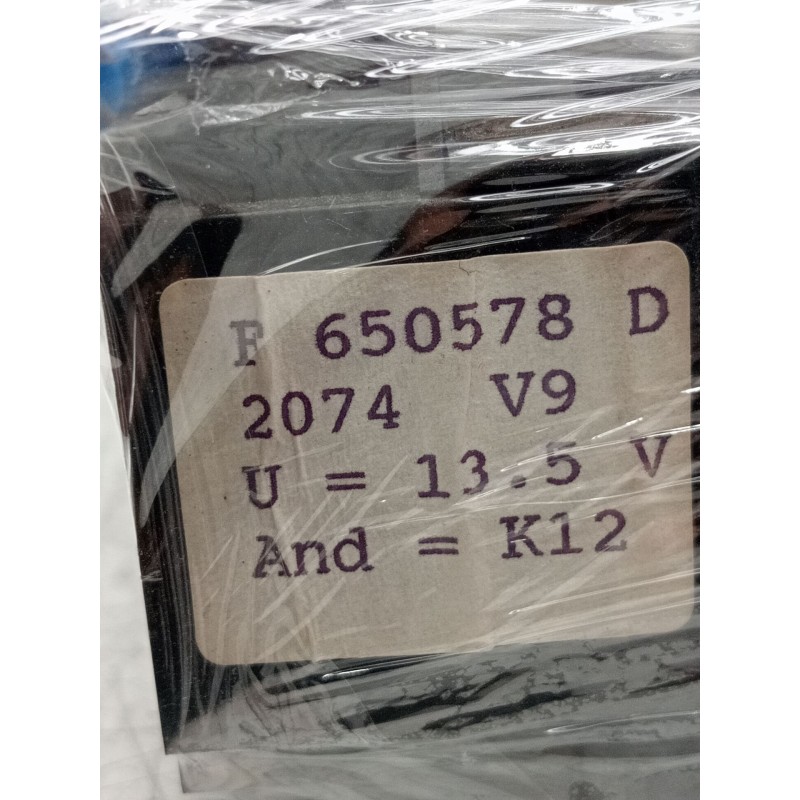 F 650578 D
2074 V9
U = 13.5 V
And = K12